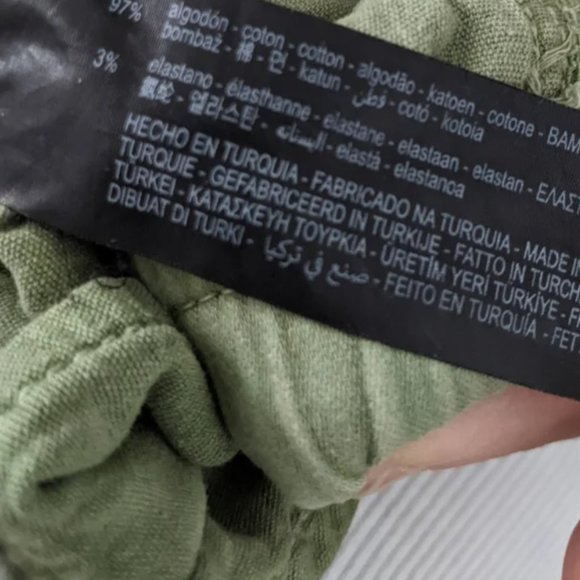 97% algodón - coton - cotton - algodão - katoen - cotone - BAM
bombaž - 棉 - 면 - katun - قطن - cotó - kotoia
3% elastano - élasthanne - elastane - elastaan - elastan - ΕΛΑΣΤ
氨纶 - 엘라스탄 - البستانه - elastà - elastanoa
HECHO EN TURQUIA - FABRICADO NA TURQUIA - MADE IN
TURQUIE - GEFABRICEERD IN TURKIJE - FATTO IN TURCH
TÜRKEI - ΚΑΤΑΣΚΕΥΗ ΤΟΥΡΚΙΑ - ÜRETİM YERİ TÜRKİYE - F
DIBUAT DI TURKI - صنع في تركيا - FEITO EN TURQUÍA - FET